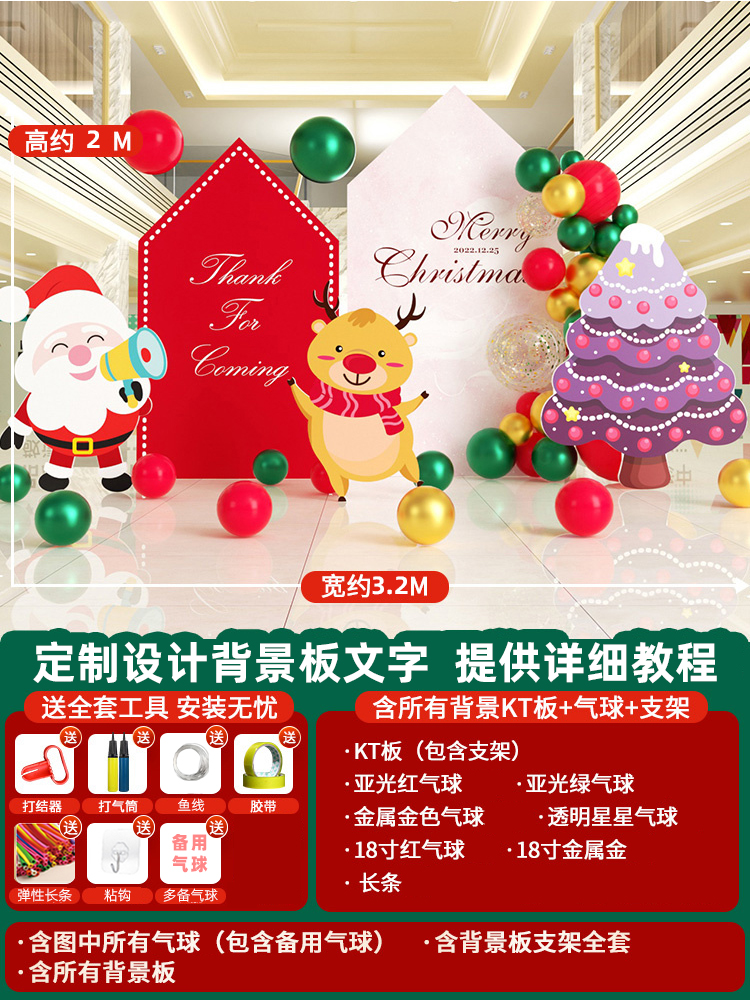 高约 2 M
Thank
For
Coming
Merry
2022.12.25
Christmas
宽约3.2M
定制设计背景板文字 提供详细教程
送全套工具 安装无忧
送 送 送 送
打结器 打气筒 鱼线 胶带
送 送 送
备用
气球
弹性长条 粘钩 多备气球
含所有背景KT板+气球+支架
·KT板（包含支架）
·亚光红气球 ·亚光绿气球
·金属金色气球 ·透明星星气球
·18寸红气球 ·18寸金属金
·长条
·含图中所有气球（包含备用气球） ·含背景板支架全套
·含所有背景板